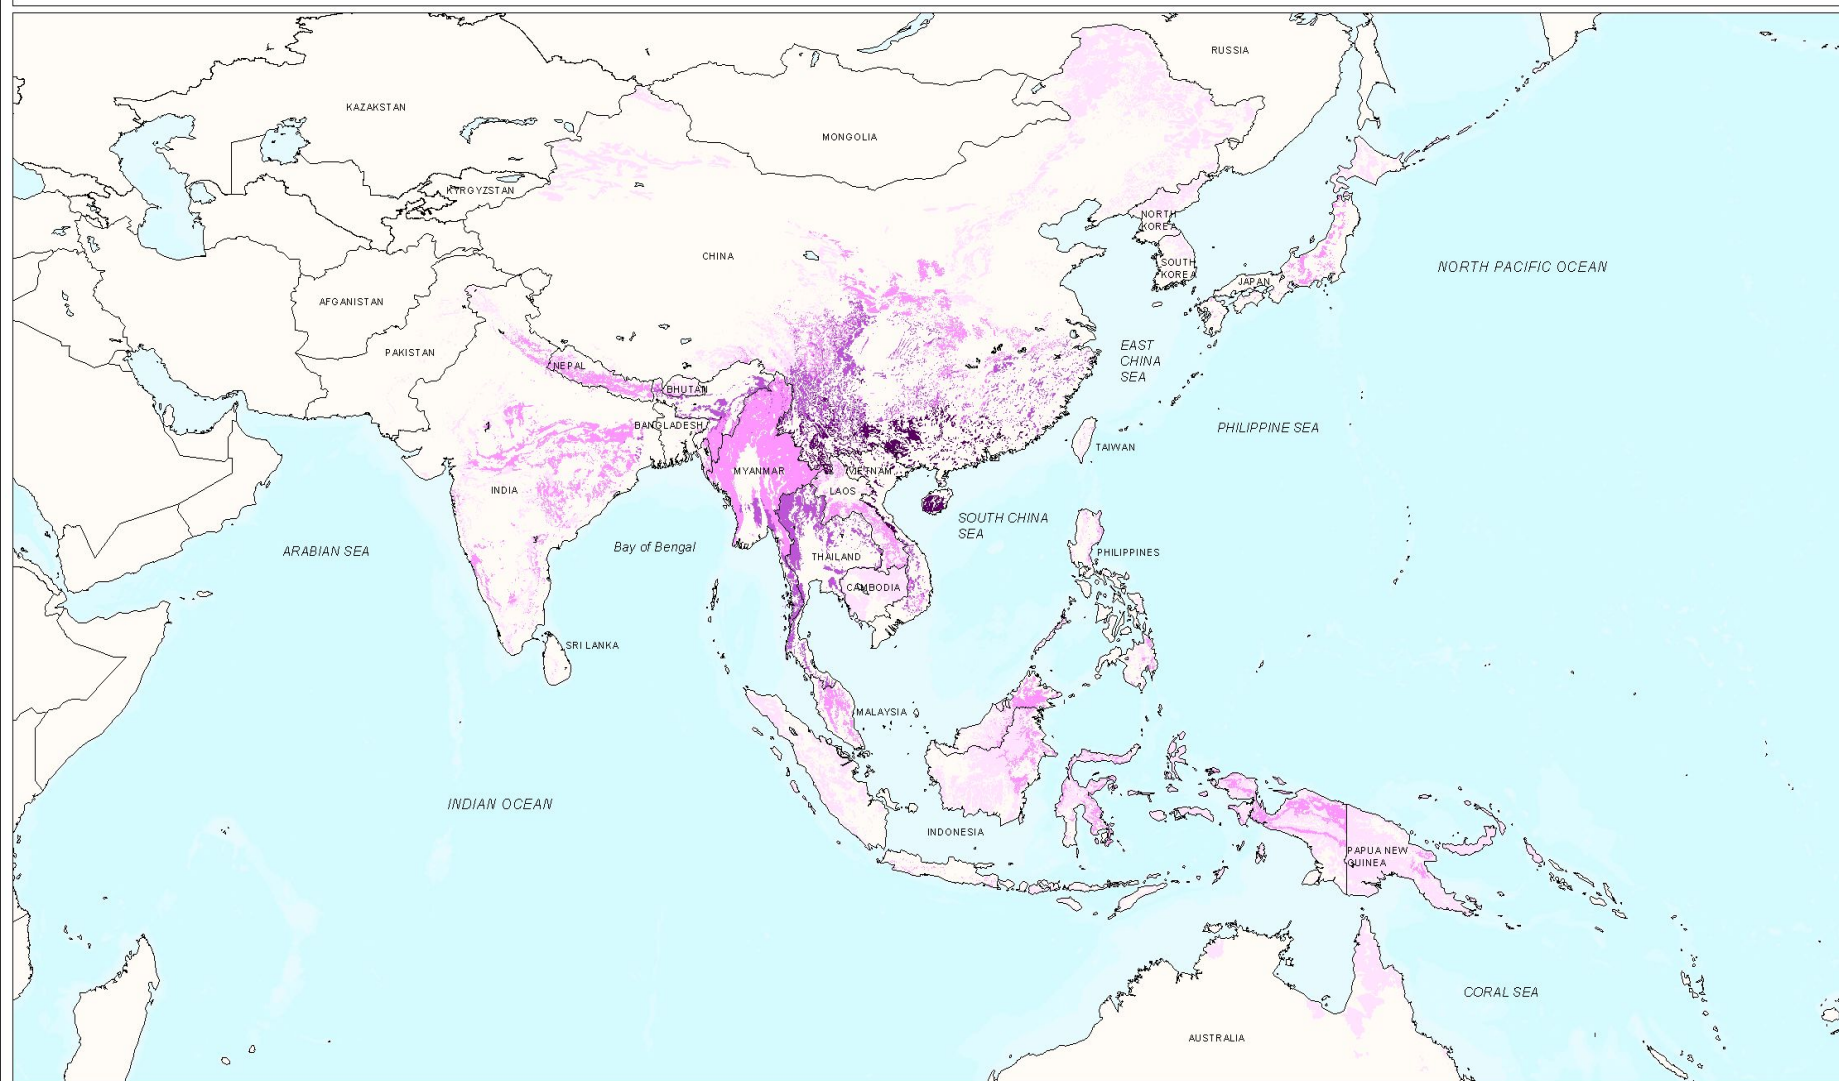 RUSSIA
KAZAKSTAN
MONGOLIA
KYRGYZSTAN
NORTH
KOREA
CHINA
SOUTH
KOREA
JAPAN
NORTH PACIFIC OCEAN
AFGANISTAN
PAKISTAN
NEPAL
EAST
CHINA
SEA
BHUTAN
BANGLADESH
PHILIPPINE SEA
TAIWAN
MYANMAR
VIETNAM
INDIA
LAOS
SOUTH CHINA
SEA
ARABIAN SEA
Bay of Bengal
THAILAND
PHILIPPINES
CAMBODIA
SRI LANKA
MALAYSIA
INDIAN OCEAN
INDONESIA
PAPUA NEW
GUINEA
CORAL SEA
AUSTRALIA